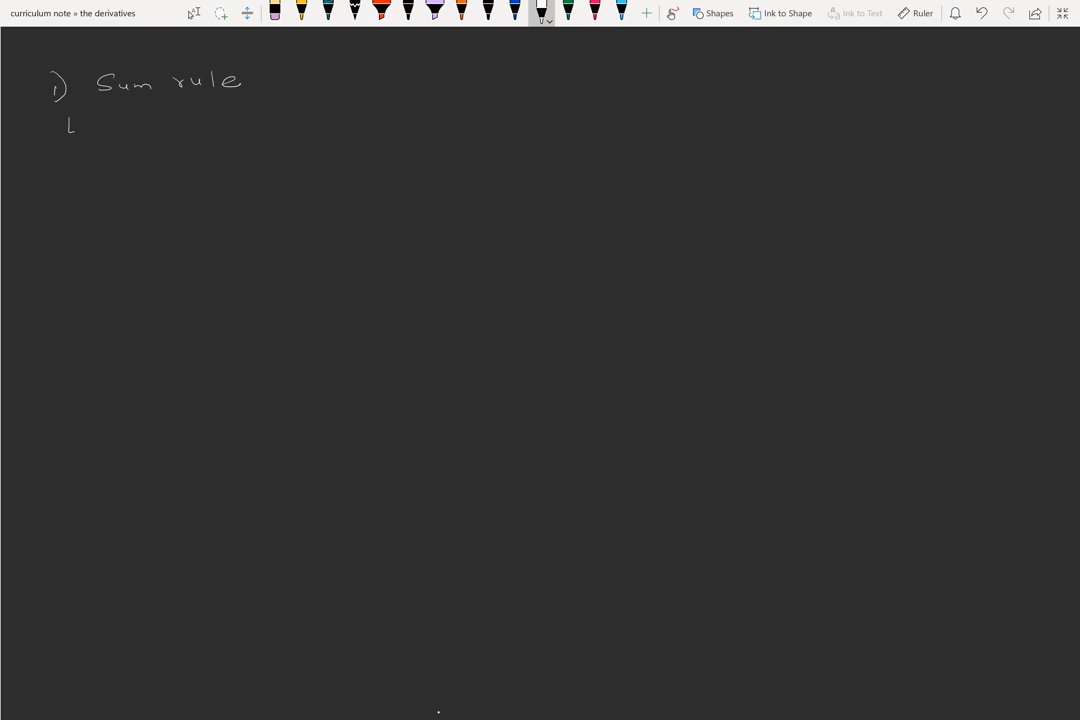 curriculum note » the derivatives
Shapes
Ink to Shape
Ink to Text
Ruler
1) Sum rule
L